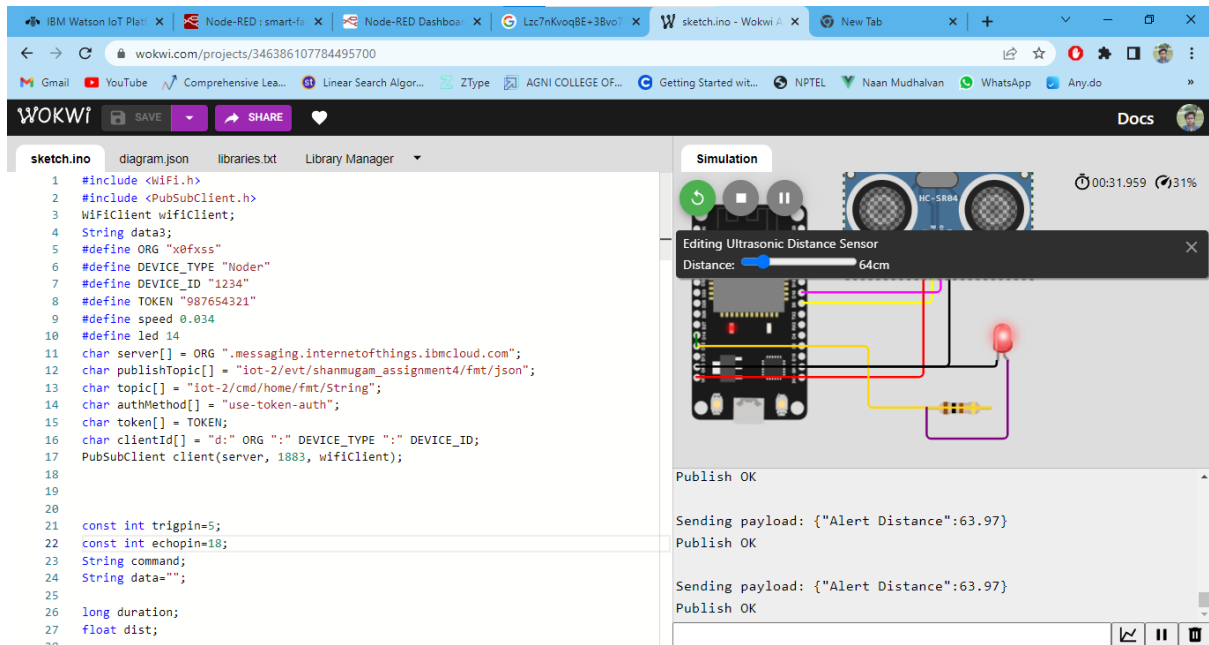 IBM Watson IoT Platf
Node-RED : smart-fa
Node-RED Dashboar
Lzc7nKvoqBE+3Bvo7
sketch.ino - Wokwi A
New Tab
wokwi.com/projects/346386107784495700
Gmail
YouTube
Comprehensive Lea...
Linear Search Algor...
ZType
AGNI COLLEGE OF...
Getting Started wit...
NPTEL
Naan Mudhalvan
WhatsApp
Any.do
»
WOKWi
SAVE
SHARE
Docs
sketch.ino
diagram.json
libraries.txt
Library Manager
1 #include <WiFi.h>
2 #include <PubSubClient.h>
3 WiFiClient wifiClient;
4 String data3;
5 #define ORG "x0fxss"
6 #define DEVICE_TYPE "Noder"
7 #define DEVICE_ID "1234"
8 #define TOKEN "987654321"
9 #define speed 0.034
10 #define led 14
11 char server[] = ORG ".messaging.internetofthings.ibmcloud.com";
12 char publishTopic[] = "iot-2/evt/shanmugam_assignment4/fmt/json";
13 char topic[] = "iot-2/cmd/home/fmt/String";
14 char authMethod[] = "use-token-auth";
15 char token[] = TOKEN;
16 char clientId[] = "d:" ORG ":" DEVICE_TYPE ":" DEVICE_ID;
17 PubSubClient client(server, 1883, wifiClient);
18
19
20
21 const int trigpin=5;
22 const int echopin=18;
23 String command;
24 String data="";
25
26 long duration;
27 float dist;
Simulation
00:31.959 31%
HC-SR04
Editing Ultrasonic Distance Sensor
Distance: 64cm
Publish OK
Sending payload: {"Alert Distance":63.97}
Publish OK
Sending payload: {"Alert Distance":63.97}
Publish OK